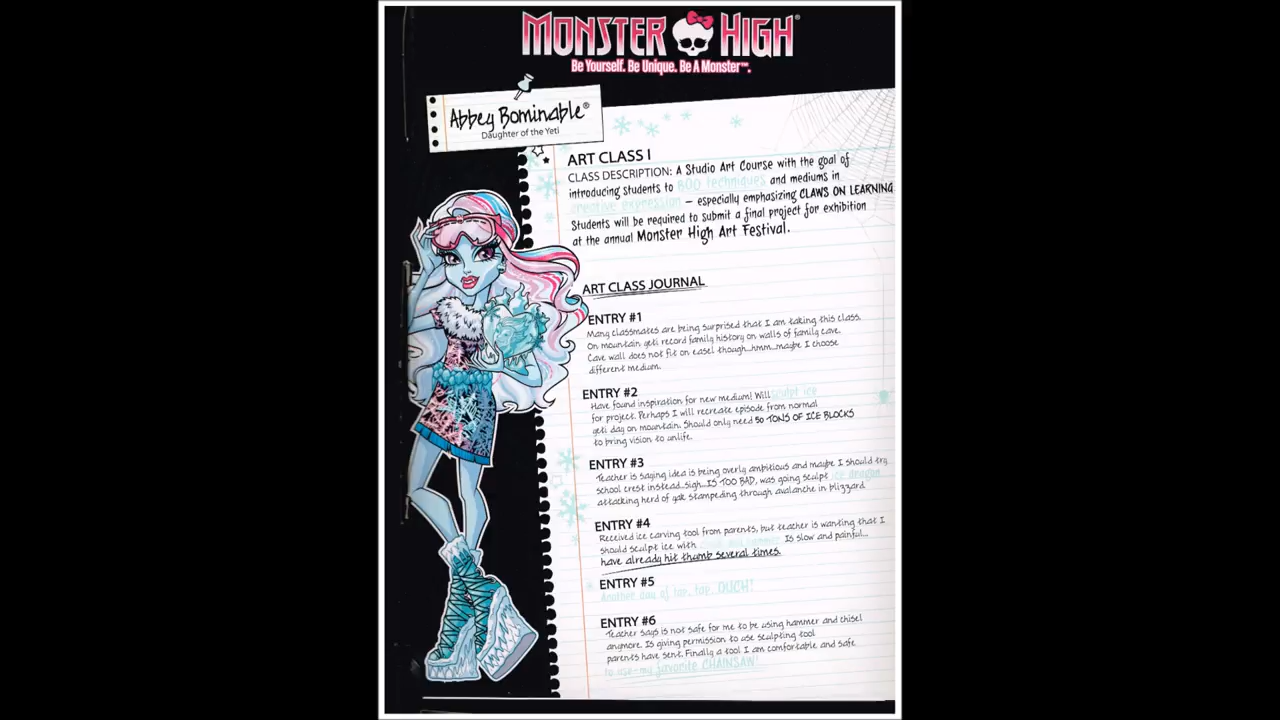 MONSTER HIGH®
Be Yourself. Be Unique. Be A Monster™.
Abbey Bominable®
Daughter of the Yeti
ART CLASS I
CLASS DESCRIPTION: A Studio Art Course with the goal of
introducing students to BOO techniques and mediums in
creative expression – especially emphasizing CLAWS ON LEARNING
Students will be required to submit a final project for exhibition
at the annual Monster High Art Festival.
ART CLASS JOURNAL
ENTRY #1
Many classmates are being surprised that I am taking this class.
On mountain yeti record family history on walls of family cave.
Cave wall does not fit on easel though...hmm...maybe I choose
different medium.
ENTRY #2
Have found inspiration for new medium! Will sculpt ice
for project. Perhaps I will recreate episode from normal
yeti day on mountain. Should only need 50 TONS OF ICE BLOCKS
to bring vision to unlife.
ENTRY #3
Teacher is saying idea is being overly ambitious and maybe I should try
school crest instead...sigh...IS TOO BAD, was going sculpt ice dragon
attacking herd of yak stampeding through avalanche in blizzard.
ENTRY #4
Received ice carving tool from parents, but teacher is wanting that I
should sculpt ice with Is slow and painful...
have already hit thumb several times.
ENTRY #5
Another day of tap, tap, OUCH!
ENTRY #6
Teacher says is not safe for me to be using hammer and chisel
anymore. Is giving permission to use sculpting tool
parents have sent. Finally a tool I am comfortable and safe
to use-my favorite CHAINSAW!